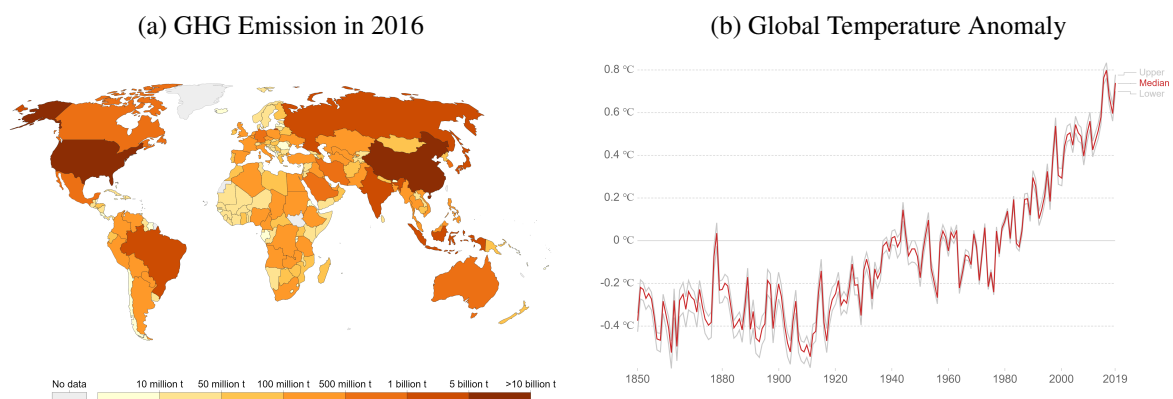 (a) GHG Emission in 2016
No data
10 million t
50 million t
100 million t
500 million t
1 billion t
5 billion t
>10 billion t
(b) Global Temperature Anomaly
0.8 °C
0.6 °C
0.4 °C
0.2 °C
0 °C
-0.2 °C
-0.4 °C
Upper
Median
Lower
1850
1880
1900
1920
1940
1960
1980
2000
2019